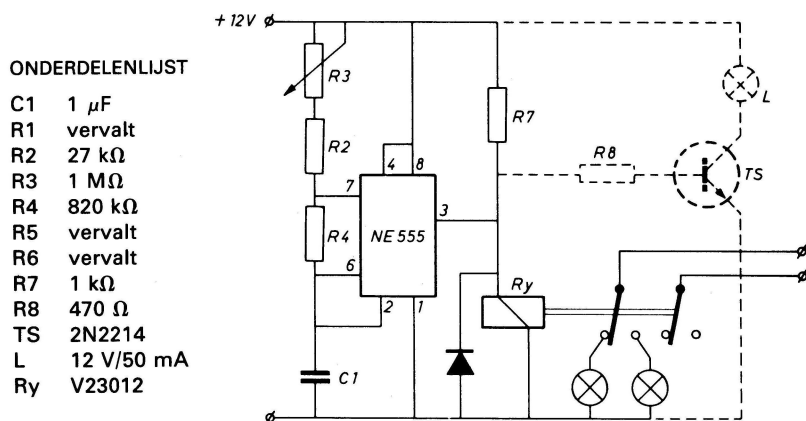 ONDERDELENLIJST
C1 1 µF
R1 vervalt
R2 27 kΩ
R3 1 MΩ
R4 820 kΩ
R5 vervalt
R6 vervalt
R7 1 kΩ
R8 470 Ω
TS 2N2214
L 12 V/50 mA
Ry V23012
+12V
R3
R2
R7
L
R8
TS
4 8
7
3
R4
NE555
6
2 1
Ry
C1